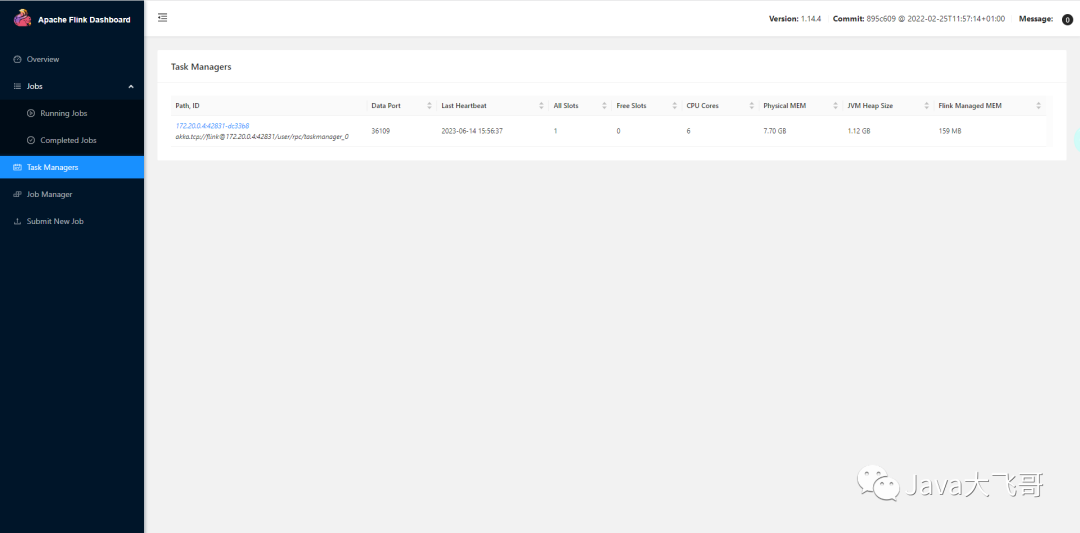 Apache Flink Dashboard
Version: 1.14.4 Commit: 895c609 @ 2022-02-25T11:57:14+01:00 Message: 0
Overview
Jobs
Running Jobs
Completed Jobs
Task Managers
Job Manager
Submit New Job
Task Managers
Path, ID Data Port Last Heartbeat All Slots Free Slots CPU Cores Physical MEM JVM Heap Size Flink Managed MEM
172.20.0.4:42831-dc33b8 36109 2023-06-14 15:56:37 1 0 6 7.70 GB 1.12 GB 159 MB
akka.tcp://flink@172.20.0.4:42831/user/rpc/taskmanager_0
Java大飞哥